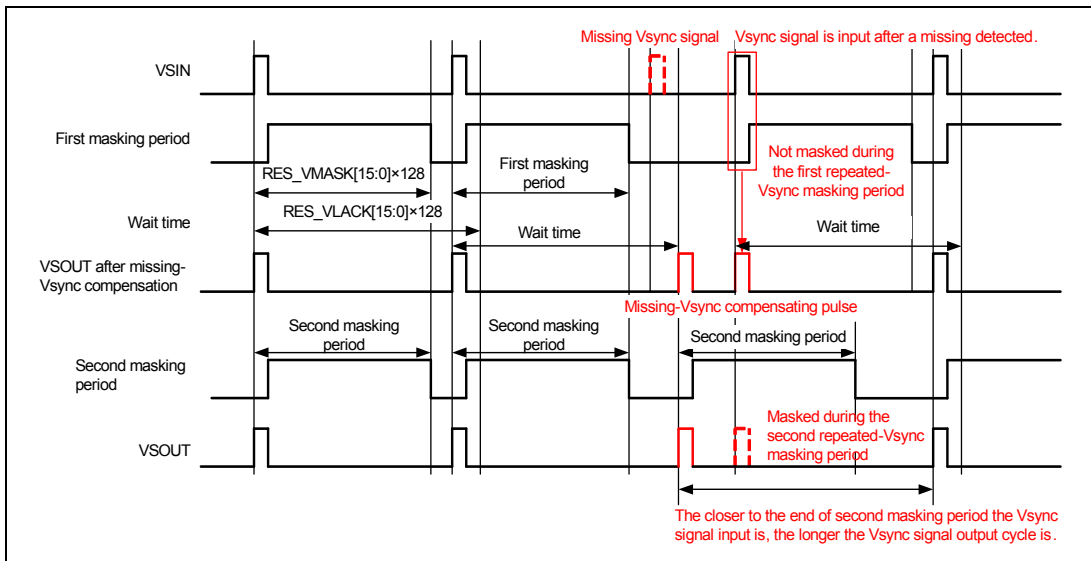 Missing Vsync signal
Vsync signal is input after a missing detected.
VSIN
First masking period
RES_VMASK[15:0]×128
First masking
period
Not masked during
the first repeated-
Vsync masking period
RES_VLACK[15:0]×128
Wait time
Wait time
Wait time
VSOUT after missing-
Vsync compensation
Missing-Vsync compensating pulse
Second masking
period
Second masking
period
Second masking period
Second masking
period
Masked during the
second repeated-Vsync
masking period
VSOUT
The closer to the end of second masking period the Vsync
signal input is, the longer the Vsync signal output cycle is.